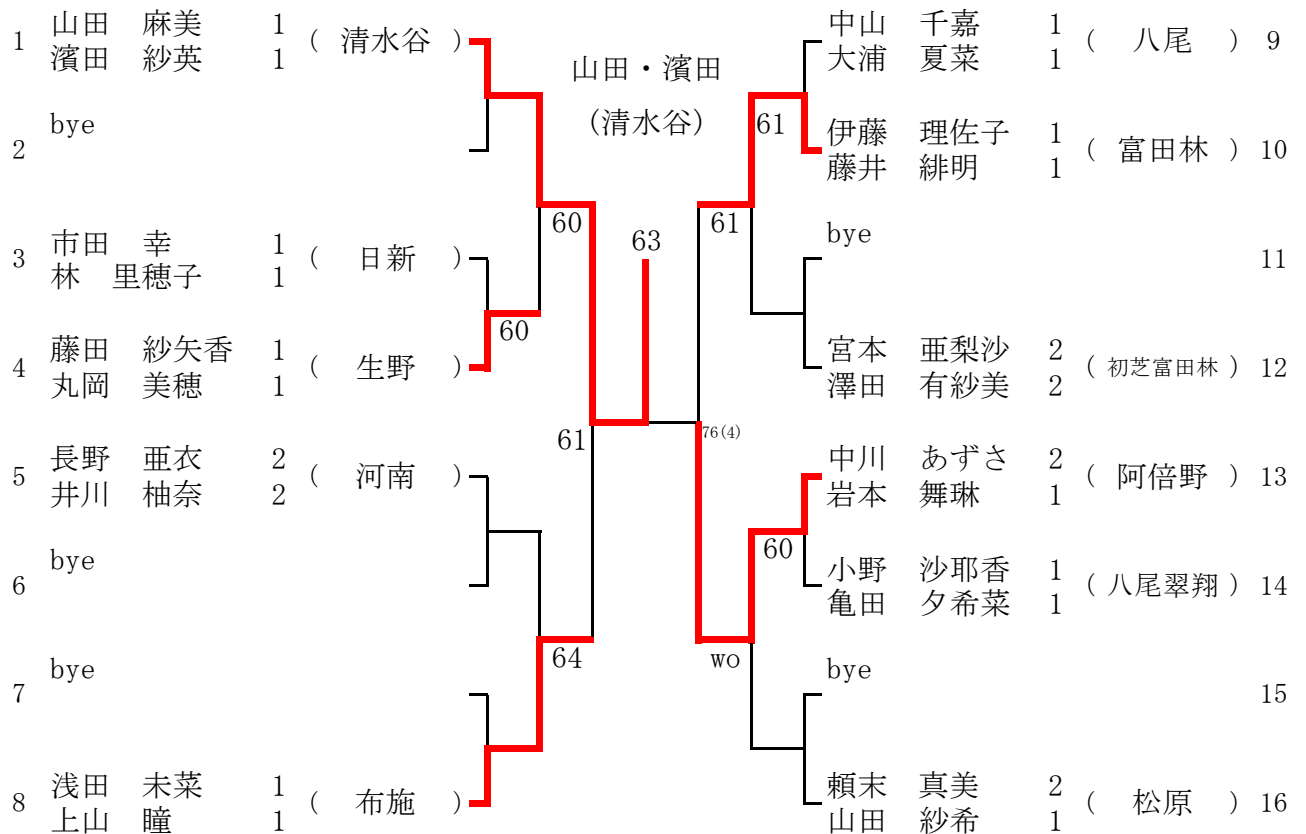 1 山田 麻美 1 ( 清水谷 )
濱田 紗英 1
2 bye
3 市田 幸 1 ( 日新 )
林 里穂子 1
4 藤田 紗矢香 1 ( 生野 )
丸岡 美穂 1
5 長野 亜衣 2 ( 河南 )
井川 柚奈 2
6 bye
7 bye
8 浅田 未菜 1 ( 布施 )
上山 瞳 1
60
60
61
64
山田・濱田
(清水谷)
63
61
61
76(4)
60
wo
中山 千嘉 1 ( 八尾 ) 9
大浦 夏菜 1
伊藤 理佐子 1 ( 富田林 ) 10
藤井 緋明 1
bye 11
宮本 亜梨沙 2 ( 初芝富田林 ) 12
澤田 有紗美 2
中川 あずさ 2 ( 阿倍野 ) 13
岩本 舞琳 1
小野 沙耶香 1 ( 八尾翠翔 ) 14
亀田 夕希菜 1
bye 15
頼末 真美 2 ( 松原 ) 16
山田 紗希 1